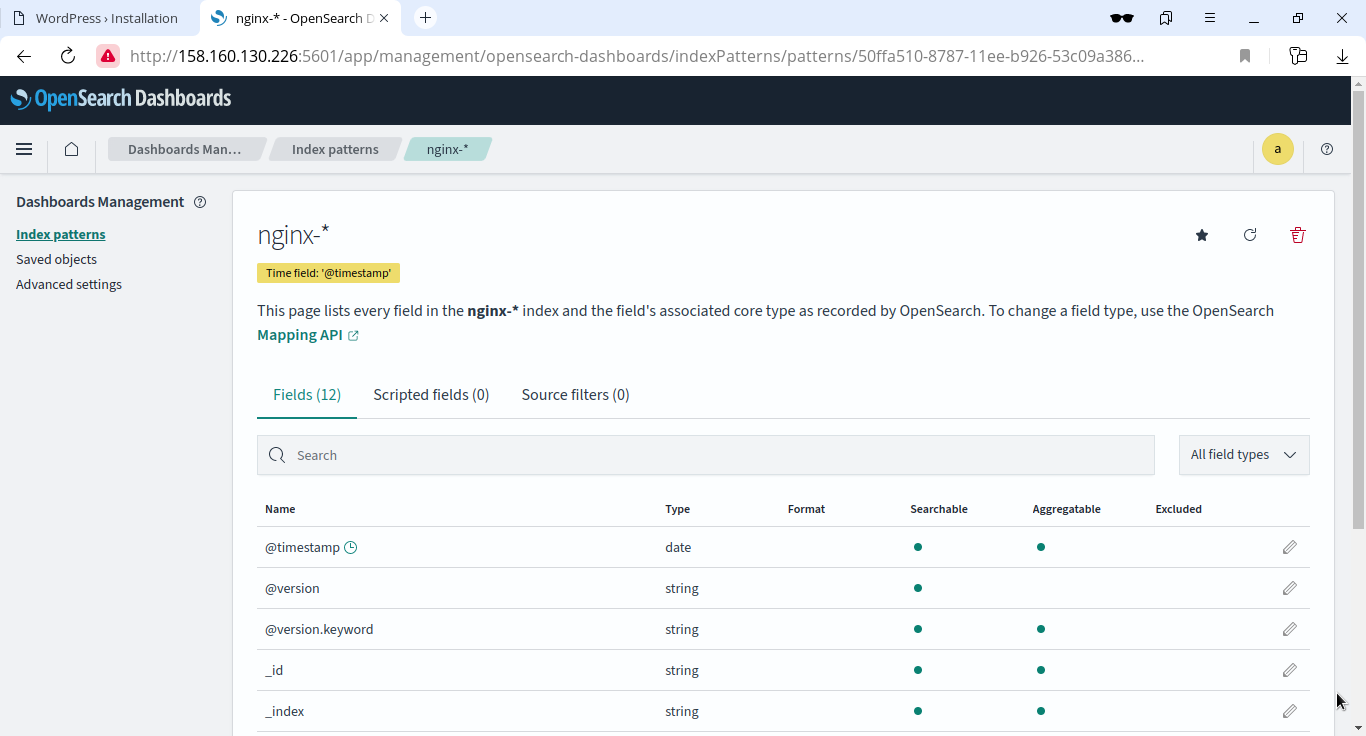 WordPress › Installation
nginx-* - OpenSearch D
http://158.160.130.226:5601/app/management/opensearch-dashboards/indexPatterns/patterns/50ffa510-8787-11ee-b926-53c09a386...
OpenSearch Dashboards
Dashboards Man...
Index patterns
nginx-*
a
Dashboards Management
Index patterns
Saved objects
Advanced settings
nginx-*
Time field: '@timestamp'
This page lists every field in the nginx-* index and the field's associated core type as recorded by OpenSearch. To change a field type, use the OpenSearch
Mapping API
Fields (12) Scripted fields (0) Source filters (0)
Search
All field types
Name Type Format Searchable Aggregatable Excluded
@timestamp date
@version string
@version.keyword string
_id string
_index string